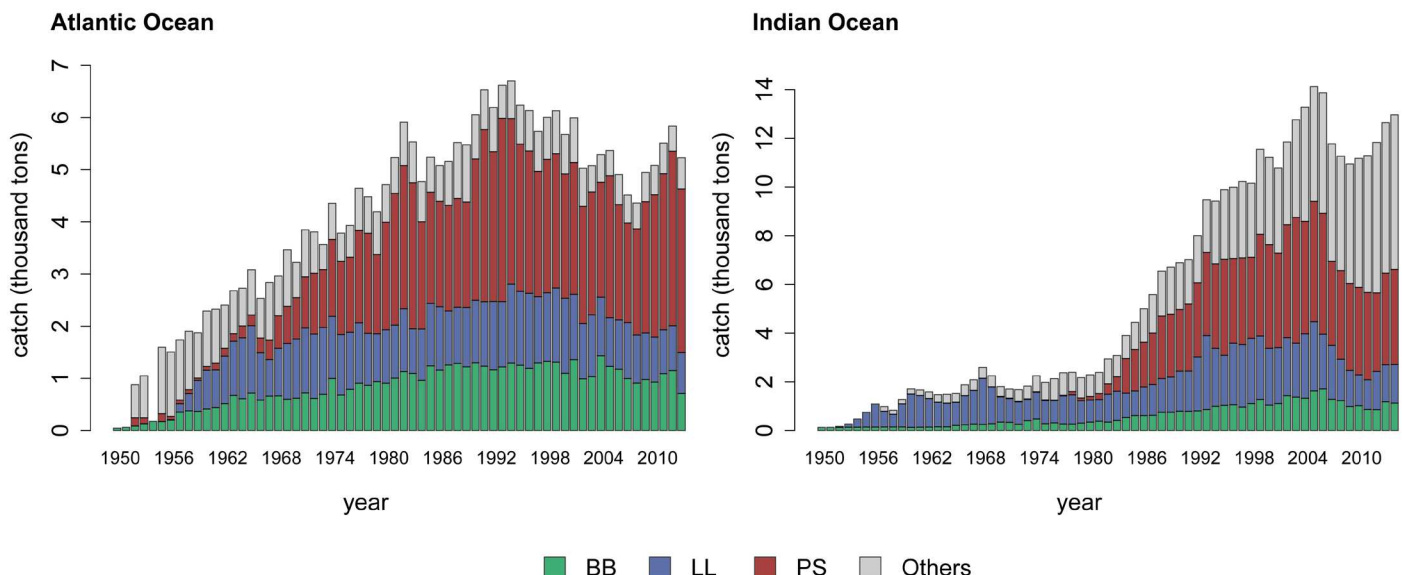 Atlantic Ocean
catch (thousand tons)
0 1 2 3 4 5 6 7
1950 1956 1962 1968 1974 1980 1986 1992 1998 2004 2010
year
Indian Ocean
catch (thousand tons)
0 2 4 6 8 10 12 14
1950 1956 1962 1968 1974 1980 1986 1992 1998 2004 2010
year
BB LL PS Others